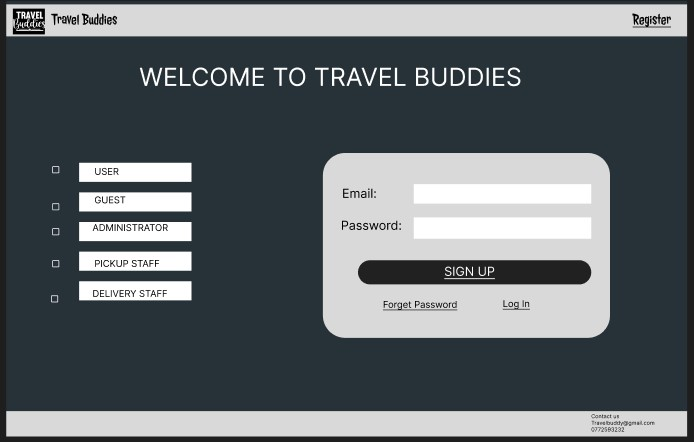 TRAVEL
Buddies
Travel Buddies
Register
WELCOME TO TRAVEL BUDDIES
USER
GUEST
ADMINISTRATOR
PICKUP STAFF
DELIVERY STAFF
Email:
Password:
SIGN UP
Forget Password
Log In
Contact us
Travelbuddy@gmail.com
0772583232